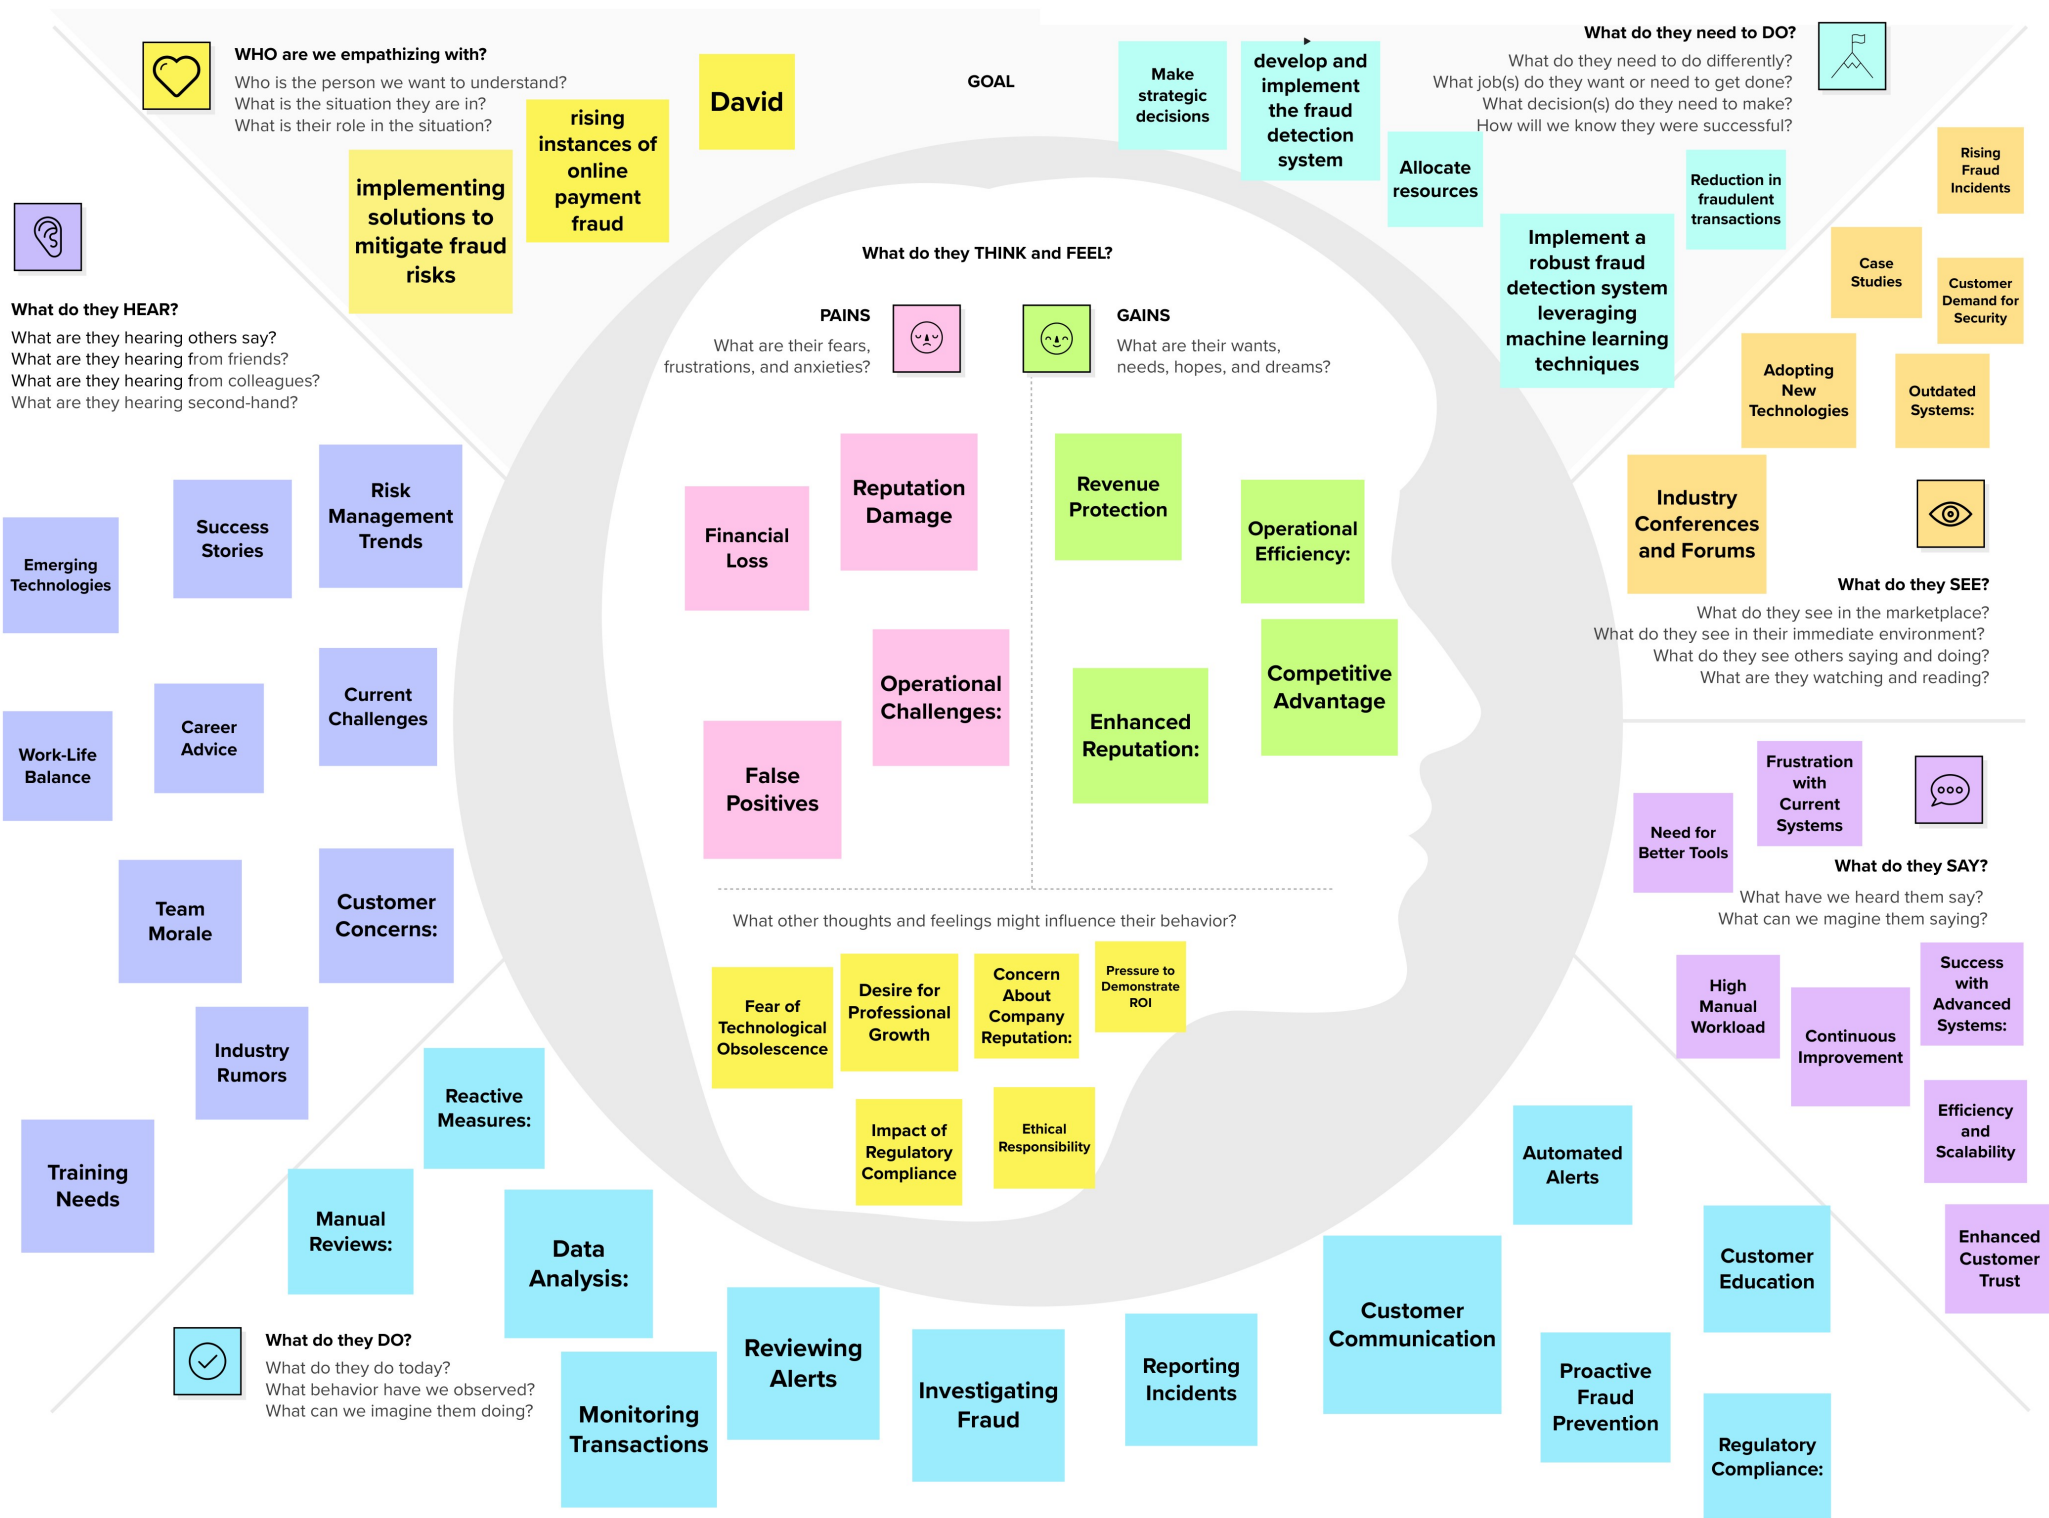 WHO are we empathizing with?
Who is the person we want to understand?
What is the situation they are in?
What is their role in the situation?
implementing
solutions to
mitigate fraud
risks
rising
instances of
online
payment
fraud
David
GOAL
What do they need to DO?
What do they need to do differently?
What job(s) do they want or need to get done?
What decision(s) do they need to make?
How will we know they were successful?
Make
strategic
decisions
develop and
implement
the fraud
detection
system
Allocate
resources
Reduction in
fraudulent
transactions
Implement a
robust fraud
detection system
leveraging
machine learning
techniques
Rising
Fraud
Incidents
Case
Studies
Customer
Demand for
Security
Adopting
New
Technologies
Outdated
Systems:
Industry
Conferences
and Forums
What do they SEE?
What do they see in the marketplace?
What do they see in their immediate environment?
What do they see others saying and doing?
What are they watching and reading?
What do they HEAR?
What are they hearing others say?
What are they hearing from friends?
What are they hearing from colleagues?
What are they hearing second-hand?
Emerging
Technologies
Success
Stories
Risk
Management
Trends
Work-Life
Balance
Career
Advice
Current
Challenges
Team
Morale
Customer
Concerns:
Industry
Rumors
Training
Needs
What do they THINK and FEEL?
PAINS
What are their fears,
frustrations, and anxieties?
GAINS
What are their wants,
needs, hopes, and dreams?
Financial
Loss
Reputation
Damage
Operational
Challenges:
False
Positives
Revenue
Protection
Operational
Efficiency:
Enhanced
Reputation:
Competitive
Advantage
What other thoughts and feelings might influence their behavior?
Fear of
Technological
Obsolescence
Desire for
Professional
Growth
Concern
About
Company
Reputation:
Pressure to
Demonstrate
ROI
Impact of
Regulatory
Compliance
Ethical
Responsibility
Need for
Better Tools
Frustration
with
Current
Systems
What do they SAY?
What have we heard them say?
What can we magine them saying?
High
Manual
Workload
Continuous
Improvement
Success
with
Advanced
Systems:
Efficiency
and
Scalability
Enhanced
Customer
Trust
What do they DO?
What do they do today?
What behavior have we observed?
What can we imagine them doing?
Reactive
Measures:
Manual
Reviews:
Data
Analysis:
Monitoring
Transactions
Reviewing
Alerts
Investigating
Fraud
Reporting
Incidents
Customer
Communication
Automated
Alerts
Customer
Education
Proactive
Fraud
Prevention
Regulatory
Compliance: